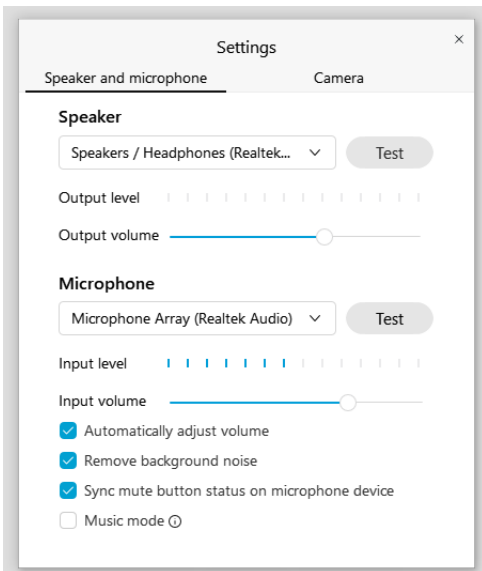 Settings
Speaker and microphone Camera
Speaker
Speakers / Headphones (Realtek... Test
Output level
Output volume
Microphone
Microphone Array (Realtek Audio) Test
Input level
Input volume
Automatically adjust volume
Remove background noise
Sync mute button status on microphone device
Music mode